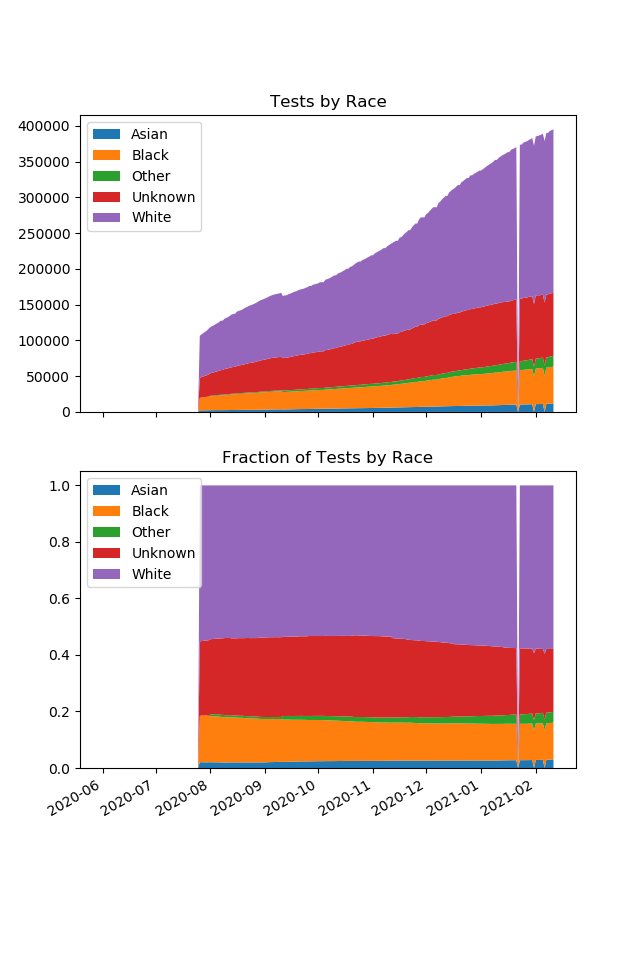 Tests by Race
400000
350000
300000
250000
200000
150000
100000
50000
0
Asian
Black
Other
Unknown
White
Fraction of Tests by Race
1.0
0.8
0.6
0.4
0.2
0.0
Asian
Black
Other
Unknown
White
2020-06
2020-07
2020-08
2020-09
2020-10
2020-11
2020-12
2021-01
2021-02